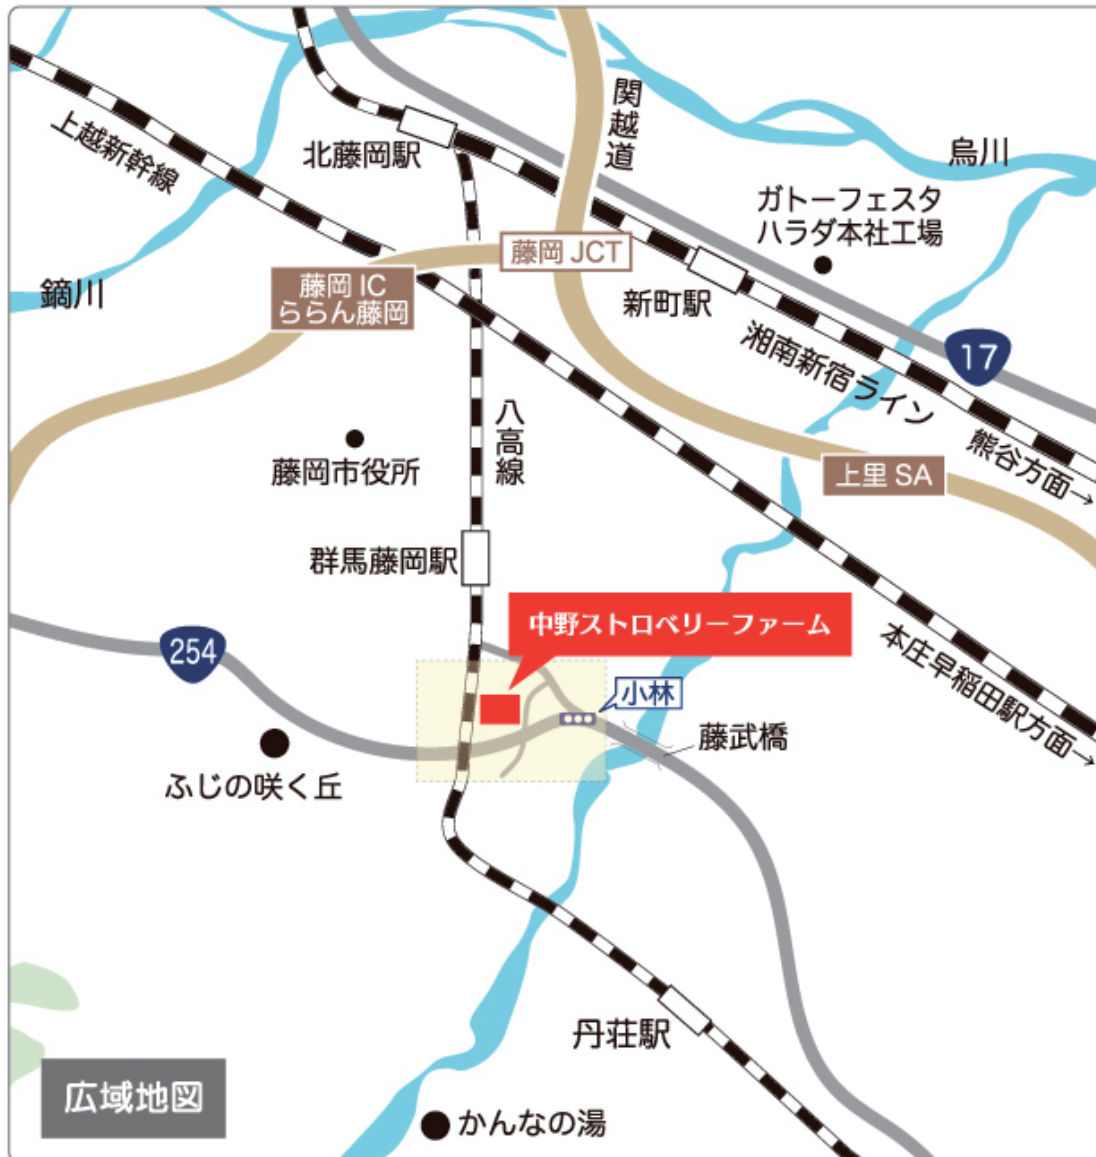 関越道
上越新幹線
北藤岡駅
烏川
ガトーフェスタ
ハラダ本社工場
藤岡 JCT
鏑川
藤岡 IC
ららん藤岡
新町駅
湘南新宿ライン
17
八高線
熊谷方面→
藤岡市役所
上里 SA
群馬藤岡駅
中野ストロベリーファーム
254
本庄早稲田駅方面→
小林
藤武橋
ふじの咲く丘
丹荘駅
広域地図
かんなの湯